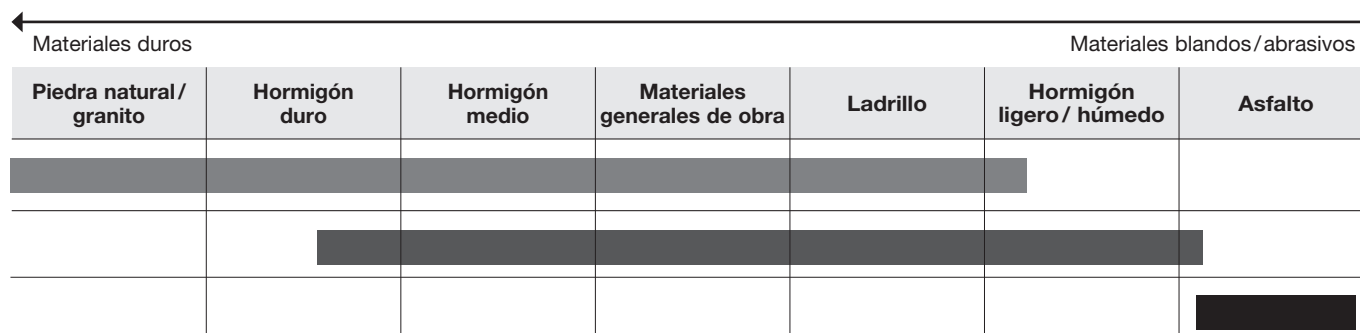 Materiales duros
Materiales blandos/abrasivos
Piedra natural/
granito
Hormigón
duro
Hormigón
medio
Materiales
generales de obra
Ladrillo
Hormigón
ligero/ húmedo
Asfalto